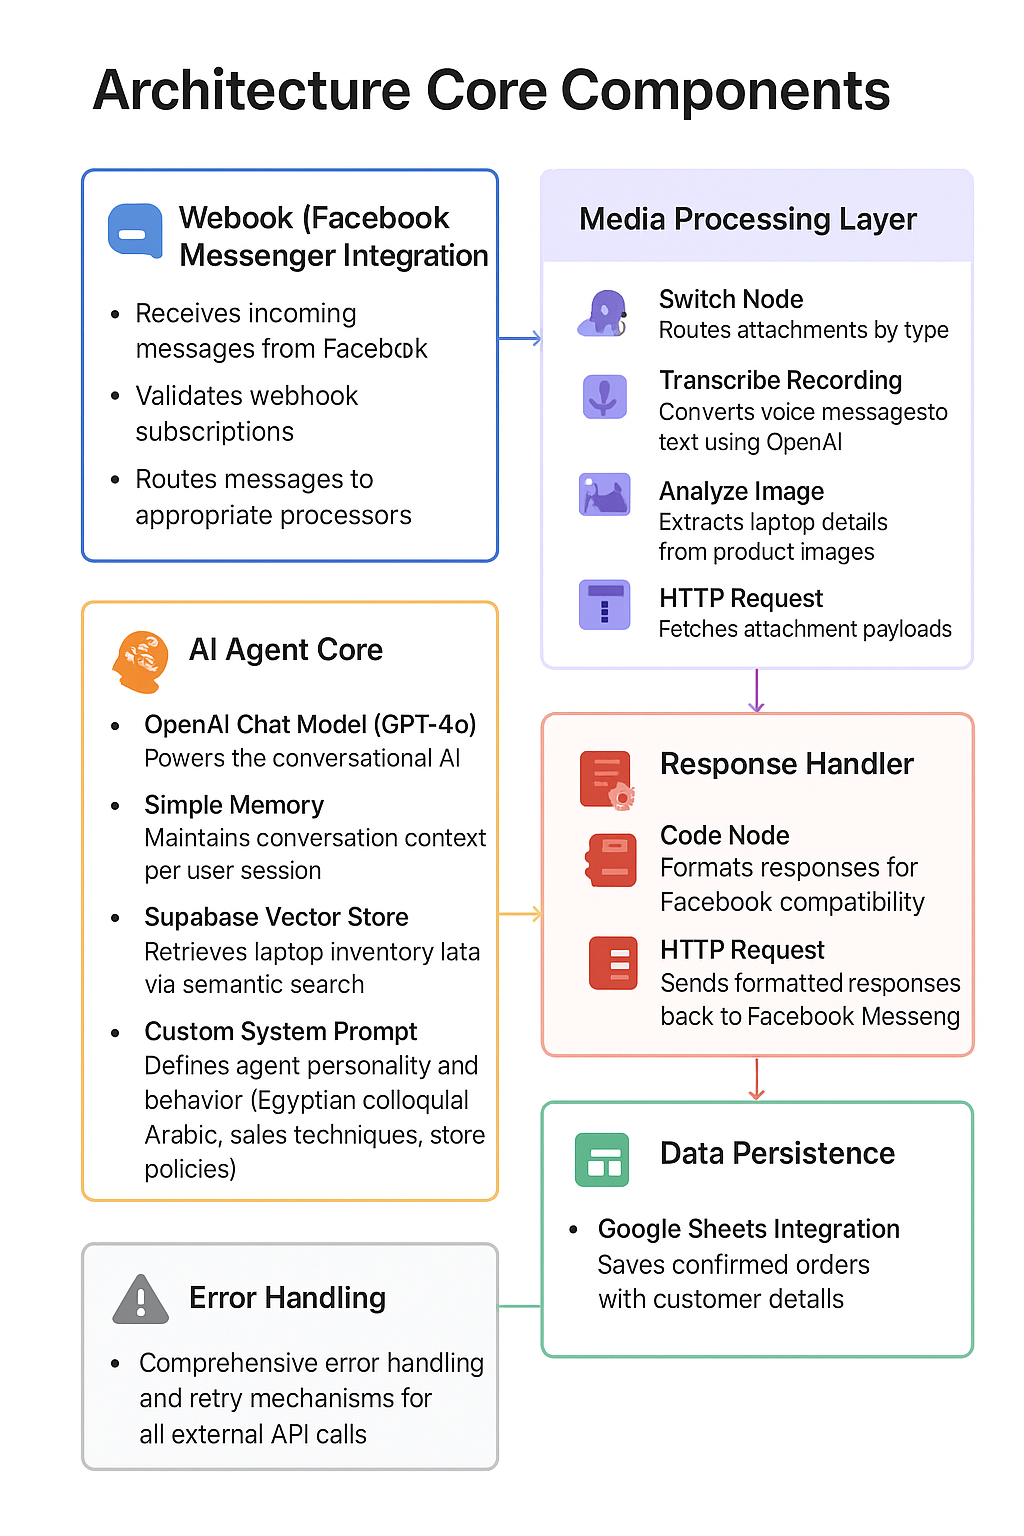 Architecture Core Components
Webook (Facebook
Messenger Integration
• Receives incoming
messages from Facebook
• Validates webhook
subscriptions
• Routes messages to
appropriate processors
Media Processing Layer
Switch Node
Routes attachments by type
Transcribe Recording
Converts voice messagesto
text using OpenAI
Analyze Image
Extracts laptop details
from product images
HTTP Request
Fetches attachment payloads
AI Agent Core
• OpenAI Chat Model (GPT-4o)
Powers the conversational AI
• Simple Memory
Maintains conversation context
per user session
• Supabase Vector Store
Retrieves laptop inventory lata
via semantic search
• Custom System Prompt
Defines agent personality and
behavior (Egyptian colloqulal
Arabic, sales techniques, store
policies)
Response Handler
Code Node
Formats responses for
Facebook compatibility
HTTP Request
Sends formatted responses
back to Facebook Messeng
Data Persistence
• Google Sheets Integration
Saves confirmed orders
with customer detalls
Error Handling
• Comprehensive error handling
and retry mechanisms for
all external API calls